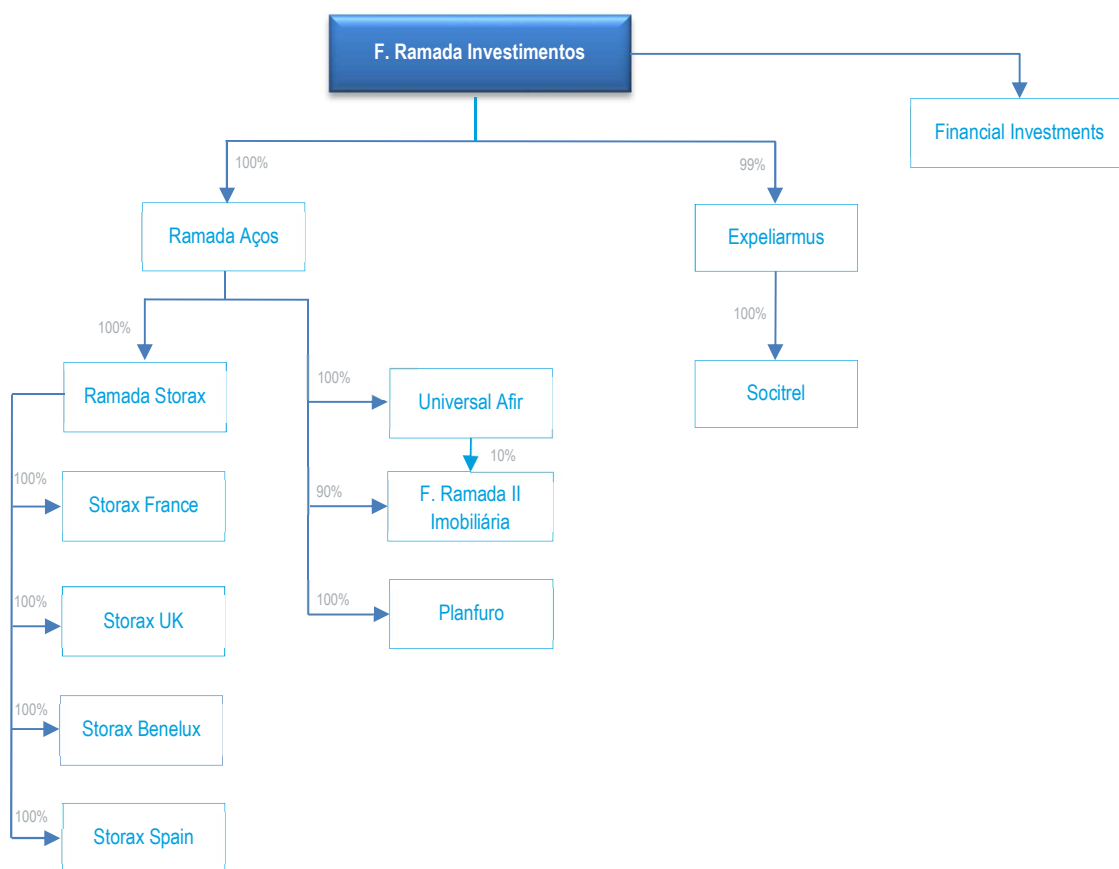 F. Ramada Investimentos
Financial Investments
100%
99%
Ramada Aços
Expeliarmus
100%
100%
Ramada Storax
100%
Universal Afir
Socitrel
10%
100%
Storax France
90%
F. Ramada II
Imobiliária
100%
Storax UK
100%
Planfuro
100%
Storax Benelux
100%
Storax Spain